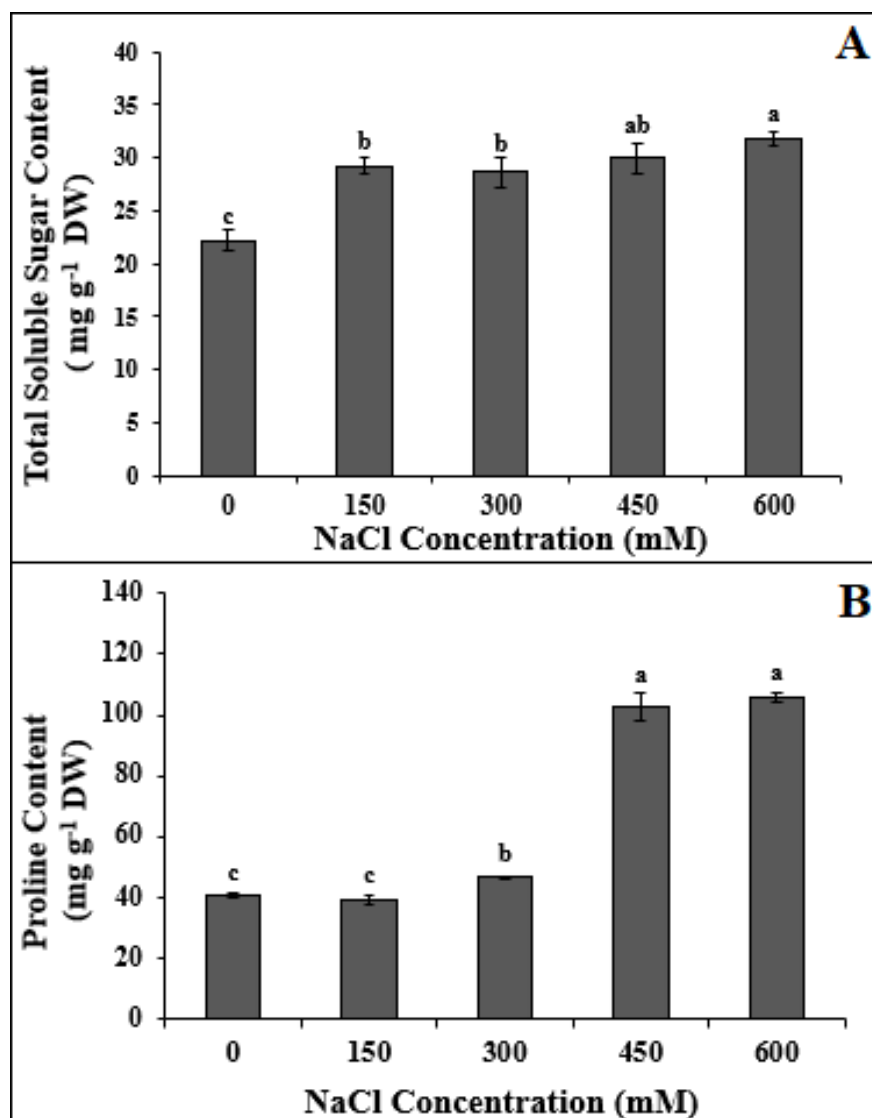 A
Total Soluble Sugar Content
( mg g⁻¹ DW)
40
35
30
25
20
15
10
5
0
c
b
b
ab
a
0 150 300 450 600
NaCl Concentration (mM)
B
Proline Content
(mg g⁻¹ DW)
140
120
100
80
60
40
20
0
c
c
b
a
a
0 150 300 450 600
NaCl Concentration (mM)